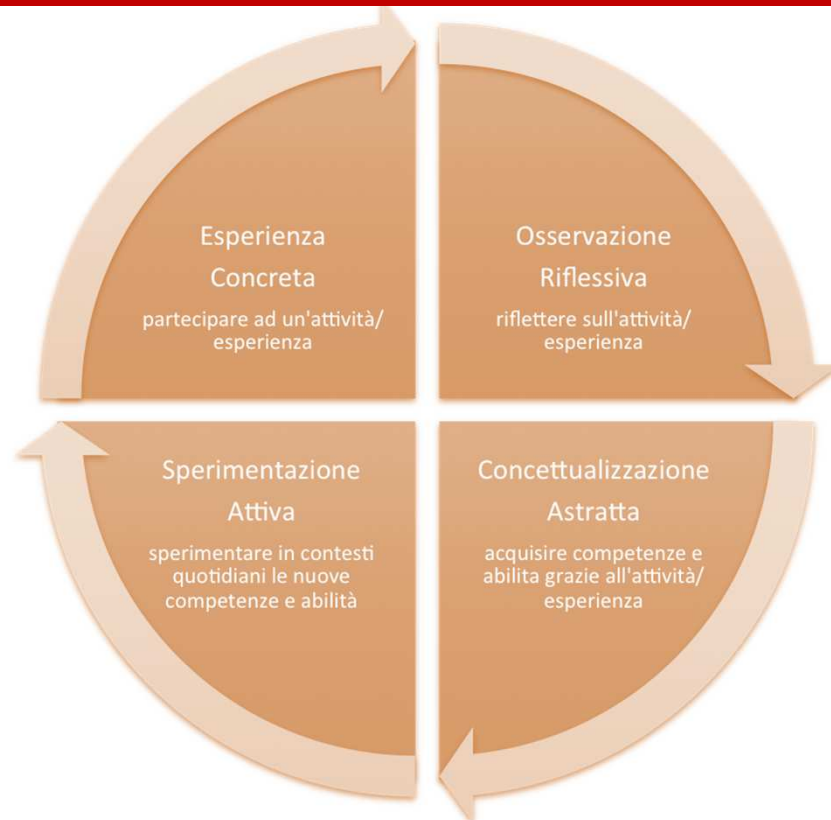 Esperienza
Concreta
partecipare ad un'attività/
esperienza
Osservazione
Riflessiva
riflettere sull'attività/
esperienza
Sperimentazione
Attiva
sperimentare in contesti
quotidiani le nuove
competenze e abilità
Concettualizzazione
Astratta
acquisire competenze e
abilita grazie all'attività/
esperienza